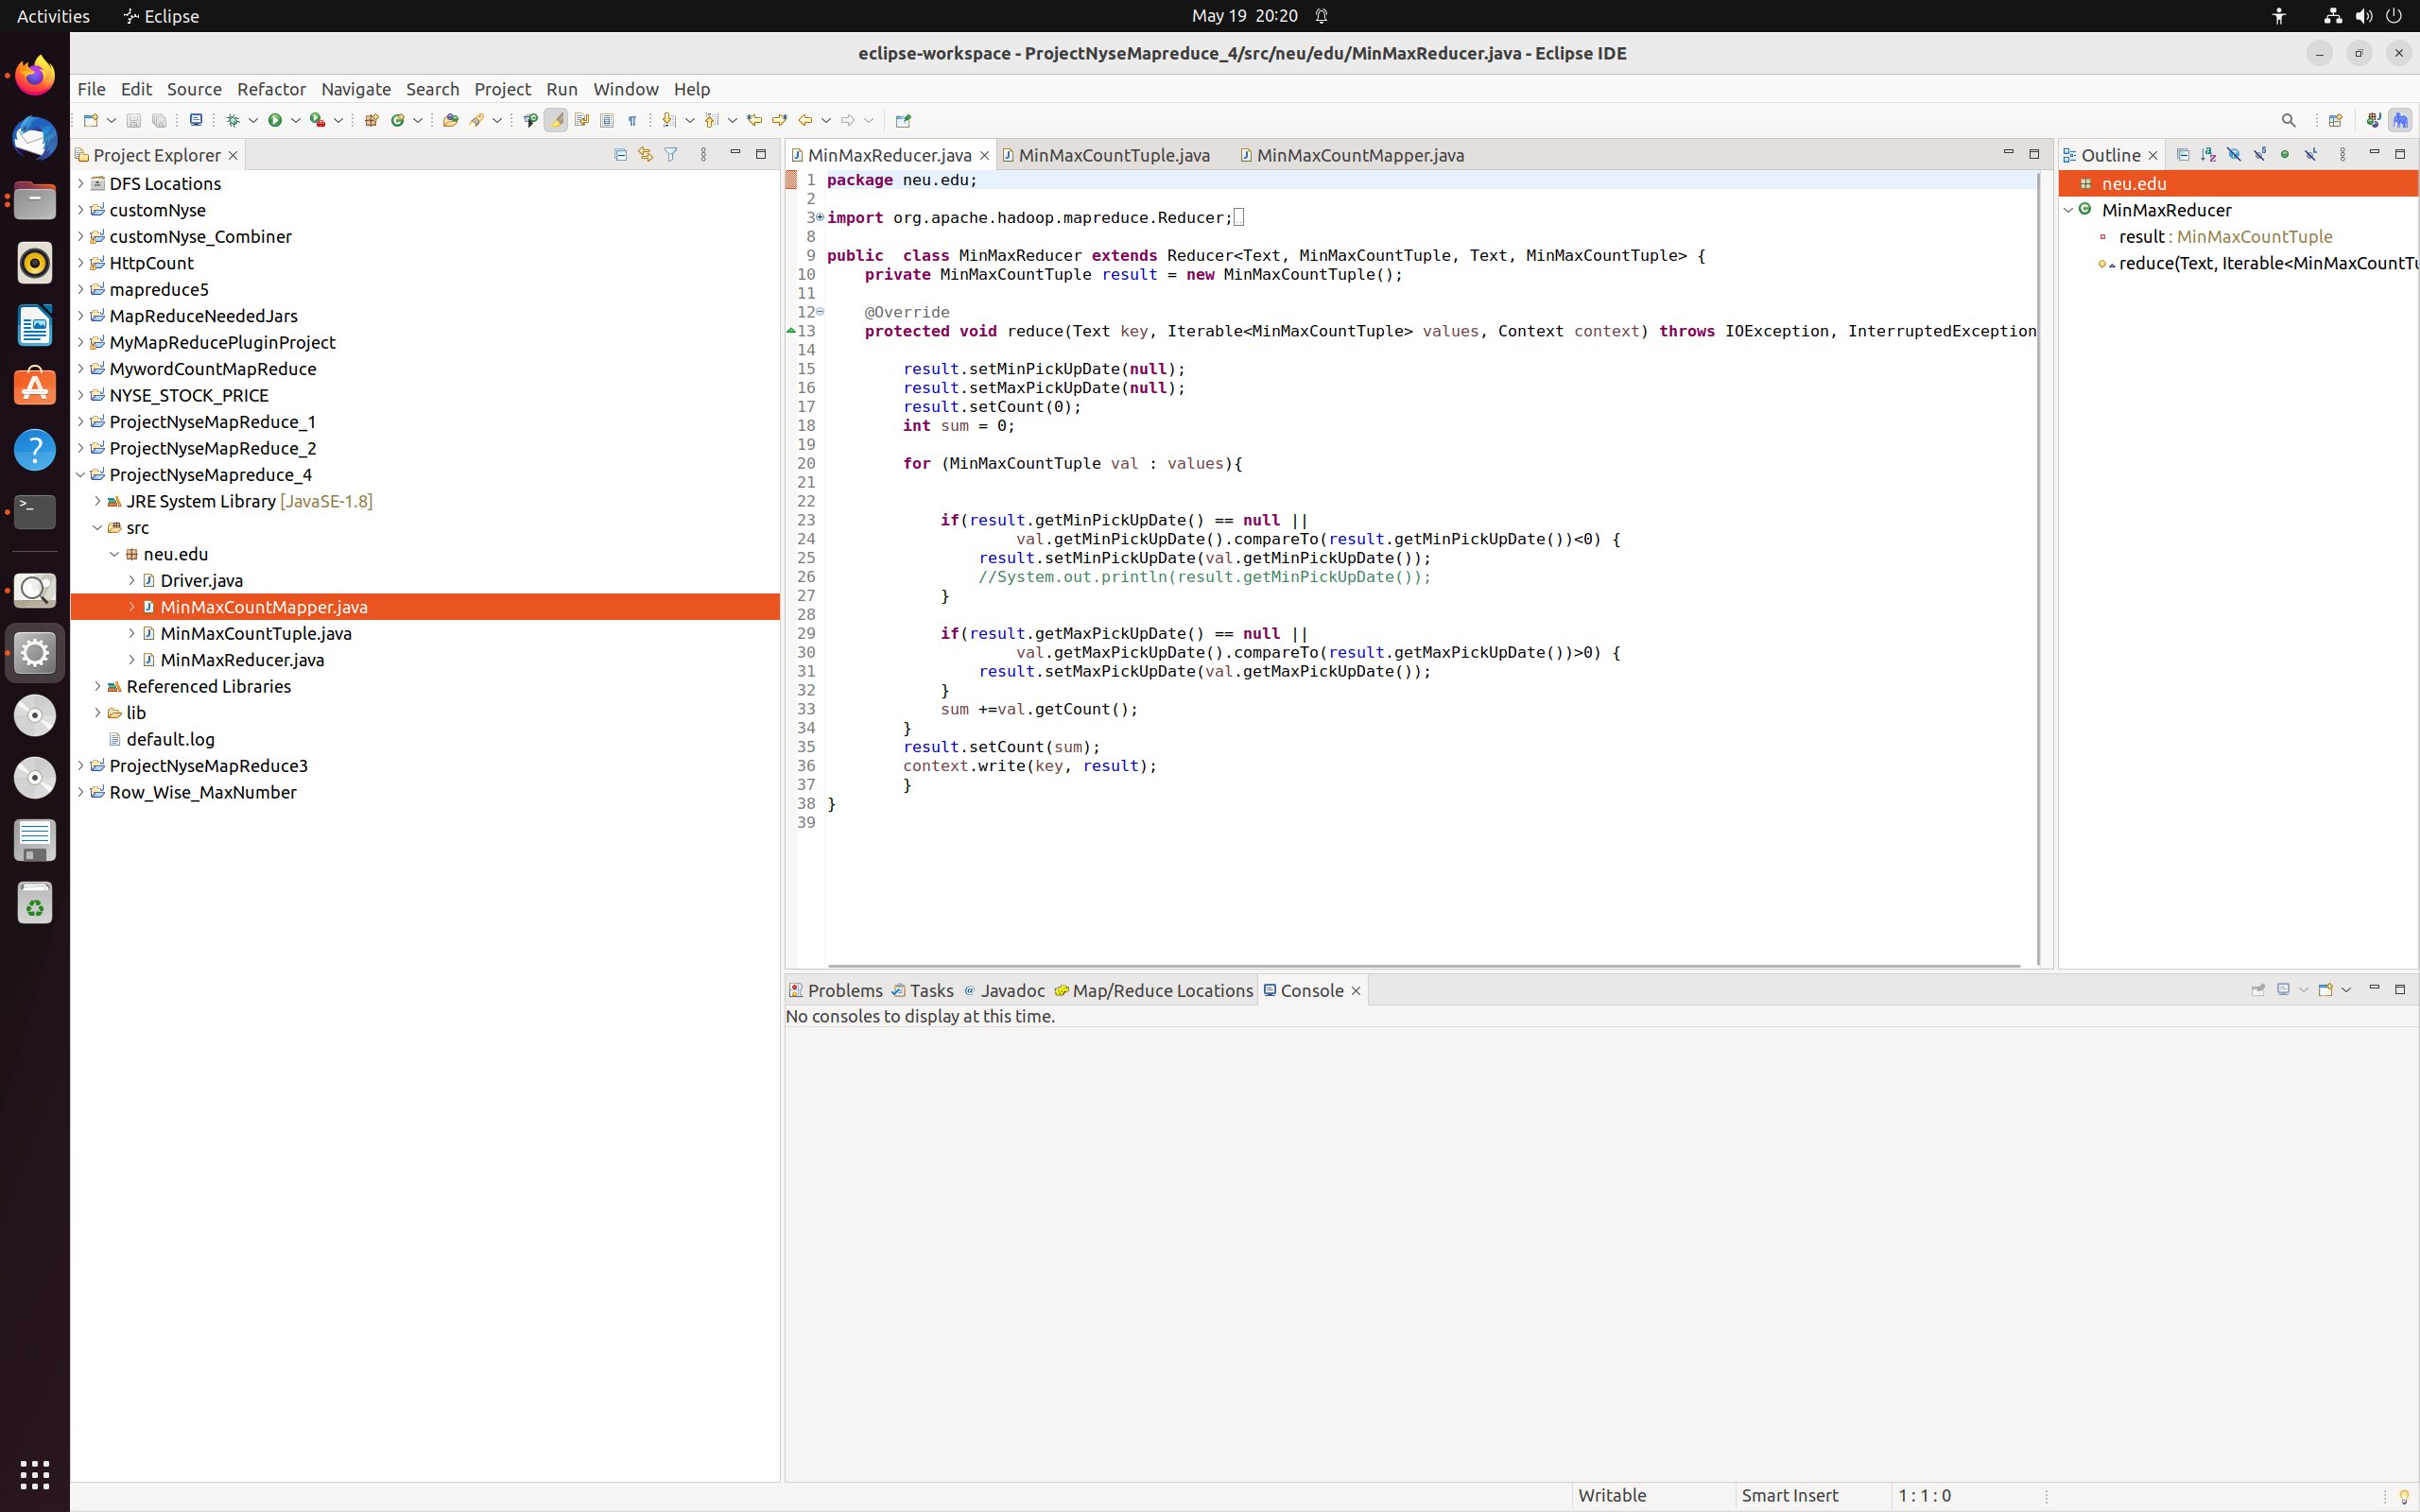 Activities Eclipse May 19 20:20
eclipse-workspace - ProjectNyseMapreduce_4/src/neu/edu/MinMaxReducer.java - Eclipse IDE
File Edit Source Refactor Navigate Search Project Run Window Help
Project Explorer
DFS Locations
customNyse
customNyse_Combiner
HttpCount
mapreduce5
MapReduceNeededJars
MyMapReducePluginProject
MywordCountMapReduce
NYSE_STOCK_PRICE
ProjectNyseMapReduce_1
ProjectNyseMapReduce_2
ProjectNyseMapreduce_4
JRE System Library [JavaSE-1.8]
src
neu.edu
Driver.java
MinMaxCountMapper.java
MinMaxCountTuple.java
MinMaxReducer.java
Referenced Libraries
lib
default.log
ProjectNyseMapReduce3
Row_Wise_MaxNumber
MinMaxReducer.java MinMaxCountTuple.java MinMaxCountMapper.java
1 package neu.edu;
2
3 import org.apache.hadoop.mapreduce.Reducer;
8
9 public  class MinMaxReducer extends Reducer<Text, MinMaxCountTuple, Text, MinMaxCountTuple> {
10     private MinMaxCountTuple result = new MinMaxCountTuple();
11
12     @Override
13     protected void reduce(Text key, Iterable<MinMaxCountTuple> values, Context context) throws IOException, InterruptedException
14
15         result.setMinPickUpDate(null);
16         result.setMaxPickUpDate(null);
17         result.setCount(0);
18         int sum = 0;
19
20         for (MinMaxCountTuple val : values){
21
22
23             if(result.getMinPickUpDate() == null ||
24                     val.getMinPickUpDate().compareTo(result.getMinPickUpDate())<0) {
25                 result.setMinPickUpDate(val.getMinPickUpDate());
26                 //System.out.println(result.getMinPickUpDate());
27             }
28
29             if(result.getMaxPickUpDate() == null ||
30                     val.getMaxPickUpDate().compareTo(result.getMaxPickUpDate())>0) {
31                 result.setMaxPickUpDate(val.getMaxPickUpDate());
32             }
33             sum +=val.getCount();
34         }
35         result.setCount(sum);
36         context.write(key, result);
37         }
38 }
39
Outline
neu.edu
MinMaxReducer
result : MinMaxCountTuple
reduce(Text, Iterable<MinMaxCountTu
Problems Tasks Javadoc Map/Reduce Locations Console
No consoles to display at this time.
Writable Smart Insert 1 : 1 : 0